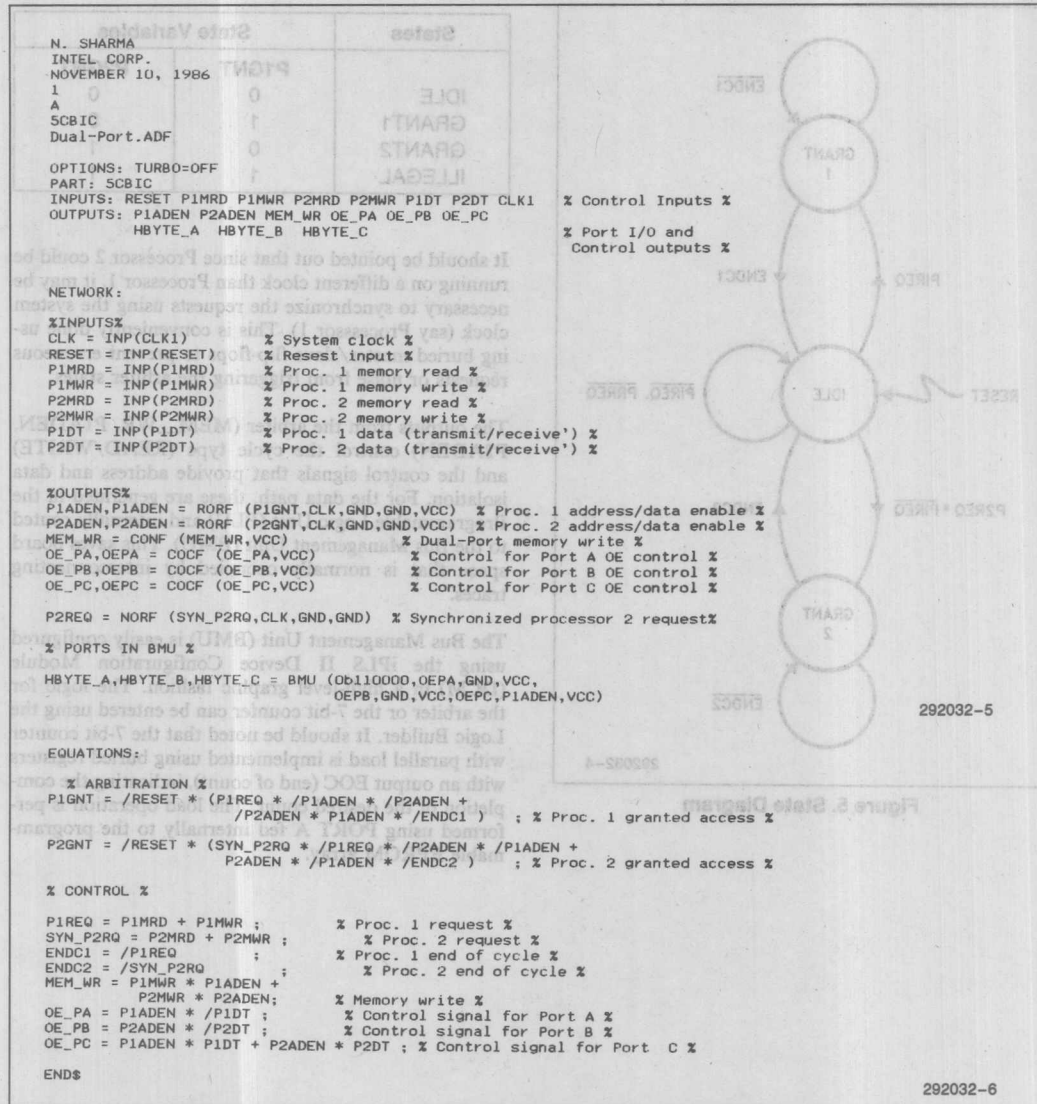 N. SHARMA
INTEL CORP.
NOVEMBER 10, 1986
1
A
5CBIC
Dual-Port.ADF
OPTIONS: TURBO=OFF
PART: 5CBIC
INPUTS: RESET P1MRD P1MWR P2MRD P2MWR P1DT P2DT CLK1 % Control Inputs %
OUTPUTS: P1ADEN P2ADEN MEM_WR OE_PA OE_PB OE_PC
HBYTE_A HBYTE_B HBYTE_C % Port I/O and
Control outputs %
NETWORK:
%INPUTS%
CLK = INP(CLK1) % System clock %
RESET = INP(RESET) % Resest input %
P1MRD = INP(P1MRD) % Proc. 1 memory read %
P1MWR = INP(P1MWR) % Proc. 1 memory write %
P2MRD = INP(P2MRD) % Proc. 2 memory read %
P2MWR = INP(P2MWR) % Proc. 2 memory write %
P1DT = INP(P1DT) % Proc. 1 data (transmit/receive') %
P2DT = INP(P2DT) % Proc. 2 data (transmit/receive') %
%OUTPUTS%
P1ADEN,P1ADEN = RORF (P1GNT,CLK,GND,GND,VCC) % Proc. 1 address/data enable %
P2ADEN,P2ADEN = RORF (P2GNT,CLK,GND,GND,VCC) % Proc. 2 address/data enable %
MEM_WR = CONF (MEM_WR,VCC) % Dual-Port memory write %
OE_PA,OEPA = COCF (OE_PA,VCC) % Control for Port A OE control %
OE_PB,OEPB = COCF (OE_PB,VCC) % Control for Port B OE control %
OE_PC,OEPC = COCF (OE_PC,VCC) % Control for Port C OE control %
P2REQ = NORF (SYN_P2RQ,CLK,GND,GND) % Synchronized processor 2 request%
% PORTS IN BMU %
HBYTE_A,HBYTE_B,HBYTE_C = BMU (0b110000,OEPA,GND,VCC,
OEPB,GND,VCC,OEPC,P1ADEN,VCC)
292032-5
EQUATIONS:
% ARBITRATION %
P1GNT = /RESET * (P1REQ * /P1ADEN * /P2ADEN +
/P2ADEN * P1ADEN * /ENDC1 ) ; % Proc. 1 granted access %
P2GNT = /RESET * (SYN_P2RQ * /P1REQ * /P2ADEN * /P1ADEN +
P2ADEN * /P1ADEN * /ENDC2 ) ; % Proc. 2 granted access %
% CONTROL %
P1REQ = P1MRD + P1MWR ; % Proc. 1 request %
SYN_P2RQ = P2MRD + P2MWR ; % Proc. 2 request %
ENDC1 = /P1REQ ; % Proc. 1 end of cycle %
ENDC2 = /SYN_P2RQ ; % Proc. 2 end of cycle %
MEM_WR = P1MWR * P1ADEN +
P2MWR * P2ADEN; % Memory write %
OE_PA = P1ADEN * /P1DT ; % Control signal for Port A %
OE_PB = P2ADEN * /P2DT ; % Control signal for Port B %
OE_PC = P1ADEN * P1DT + P2ADEN * P2DT ; % Control signal for Port C %
END$
292032-6